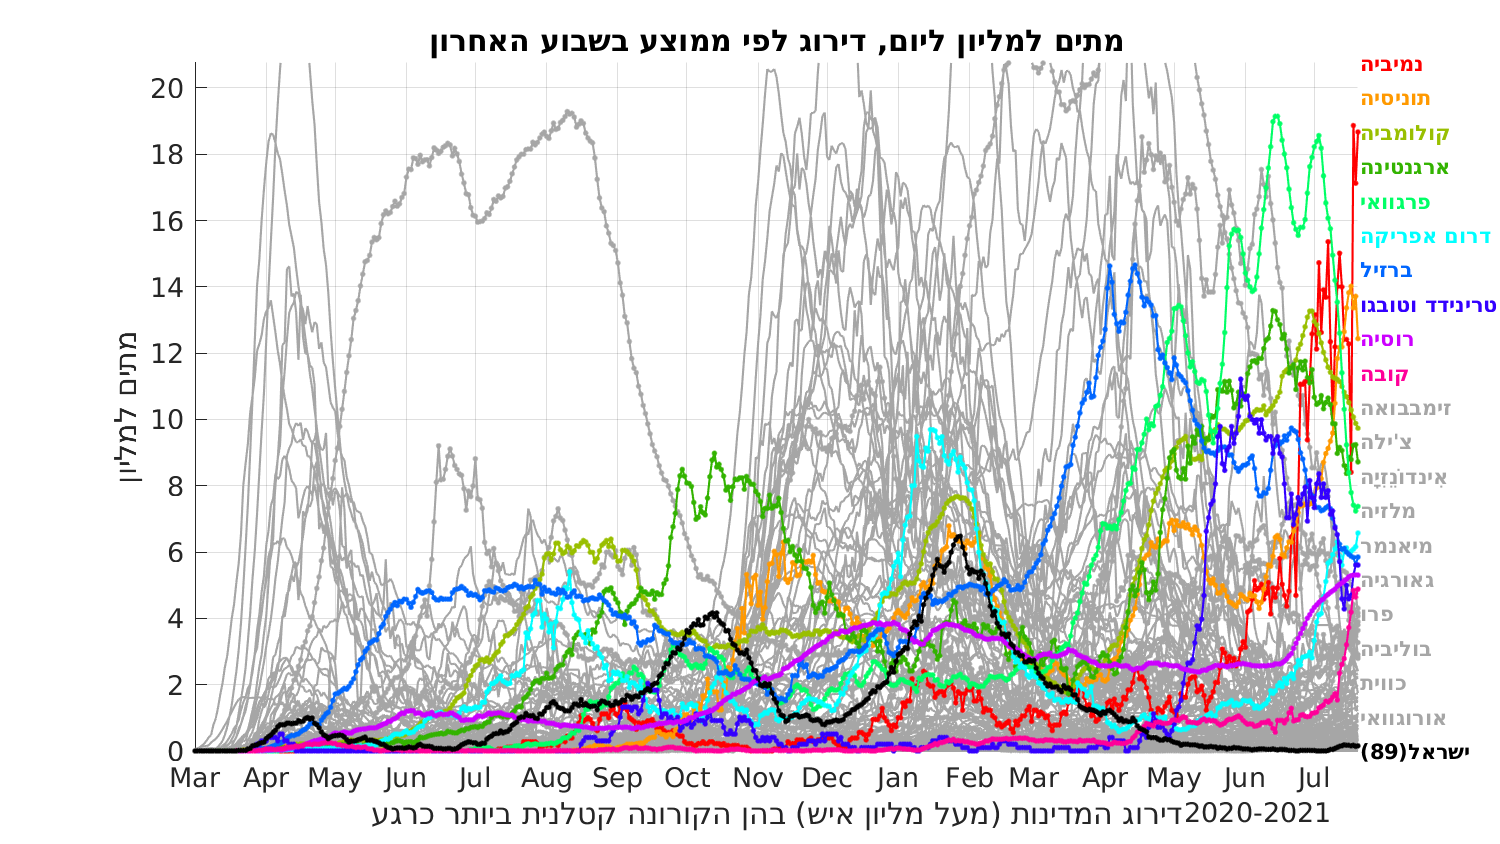 מתים למליון ליום, דירוג לפי ממוצע בשבוע האחרון
מתים למליון
20
18
16
14
12
10
8
6
4
2
0
Mar Apr May Jun Jul Aug Sep Oct Nov Dec Jan Feb Mar Apr May Jun Jul
דירוג המדינות (מעל מליון איש) בהן הקורונה קטלנית ביותר כרגע2020-2021
נמיביה
תוניסיה
קולומביה
ארגנטינה
פרגוואי
דרום אפריקה
ברזיל
טרינידד וטובגו
רוסיה
קובה
זימבבואה
צ'ילה
אִינדוֹנֵזִיָה
מלזיה
מיאנמר
גאורגיה
פרו
בוליביה
כווית
אורוגוואי
ישראל(89)